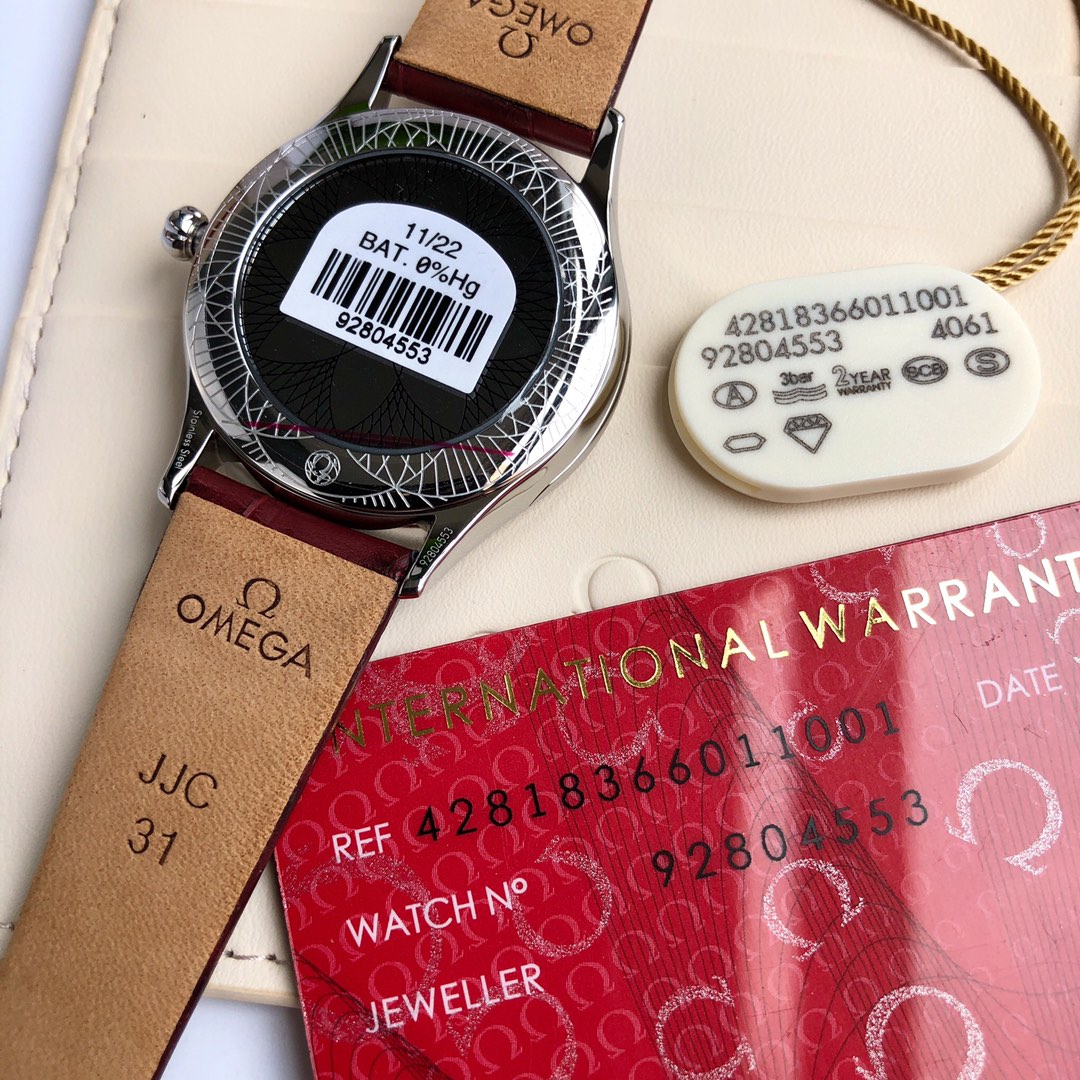 Ω
OMEGA
11/22
BAT. 0%Hg
92804553
Stainless Steel
92804553
Ω
OMEGA
JJC
31
42818366011001
92804553 4061
A 3bar 2 YEAR WARRANTY S
INTERNATIONAL WARRANT
DATE
REF 42818366011001
WATCH Nº 92804553
JEWELLER